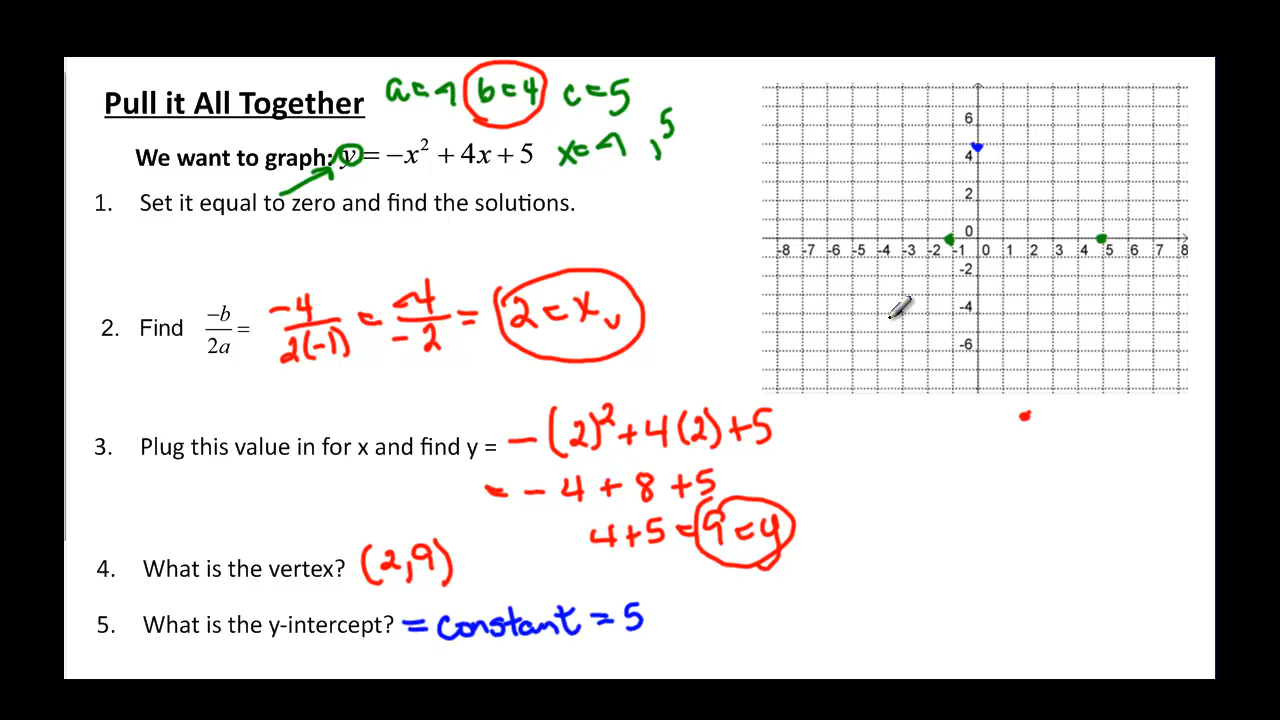 Pull it All Together a=-1 b=4 c=5
We want to graph: y = −x² + 4x + 5 x=-1 , 5
1. Set it equal to zero and find the solutions.
2. Find −b/2a = -4/2(-1) = -4/-2 = 2 = xᵥ
3. Plug this value in for x and find y = -(2)²+4(2)+5
= -4 + 8 + 5
4+5 = 9 = y
4. What is the vertex? (2,9)
5. What is the y-intercept? = constant = 5
6
4
2
0
-8 -7 -6 -5 -4 -3 -2 -1 0 1 2 3 4 5 6 7 8
-2
-4
-6